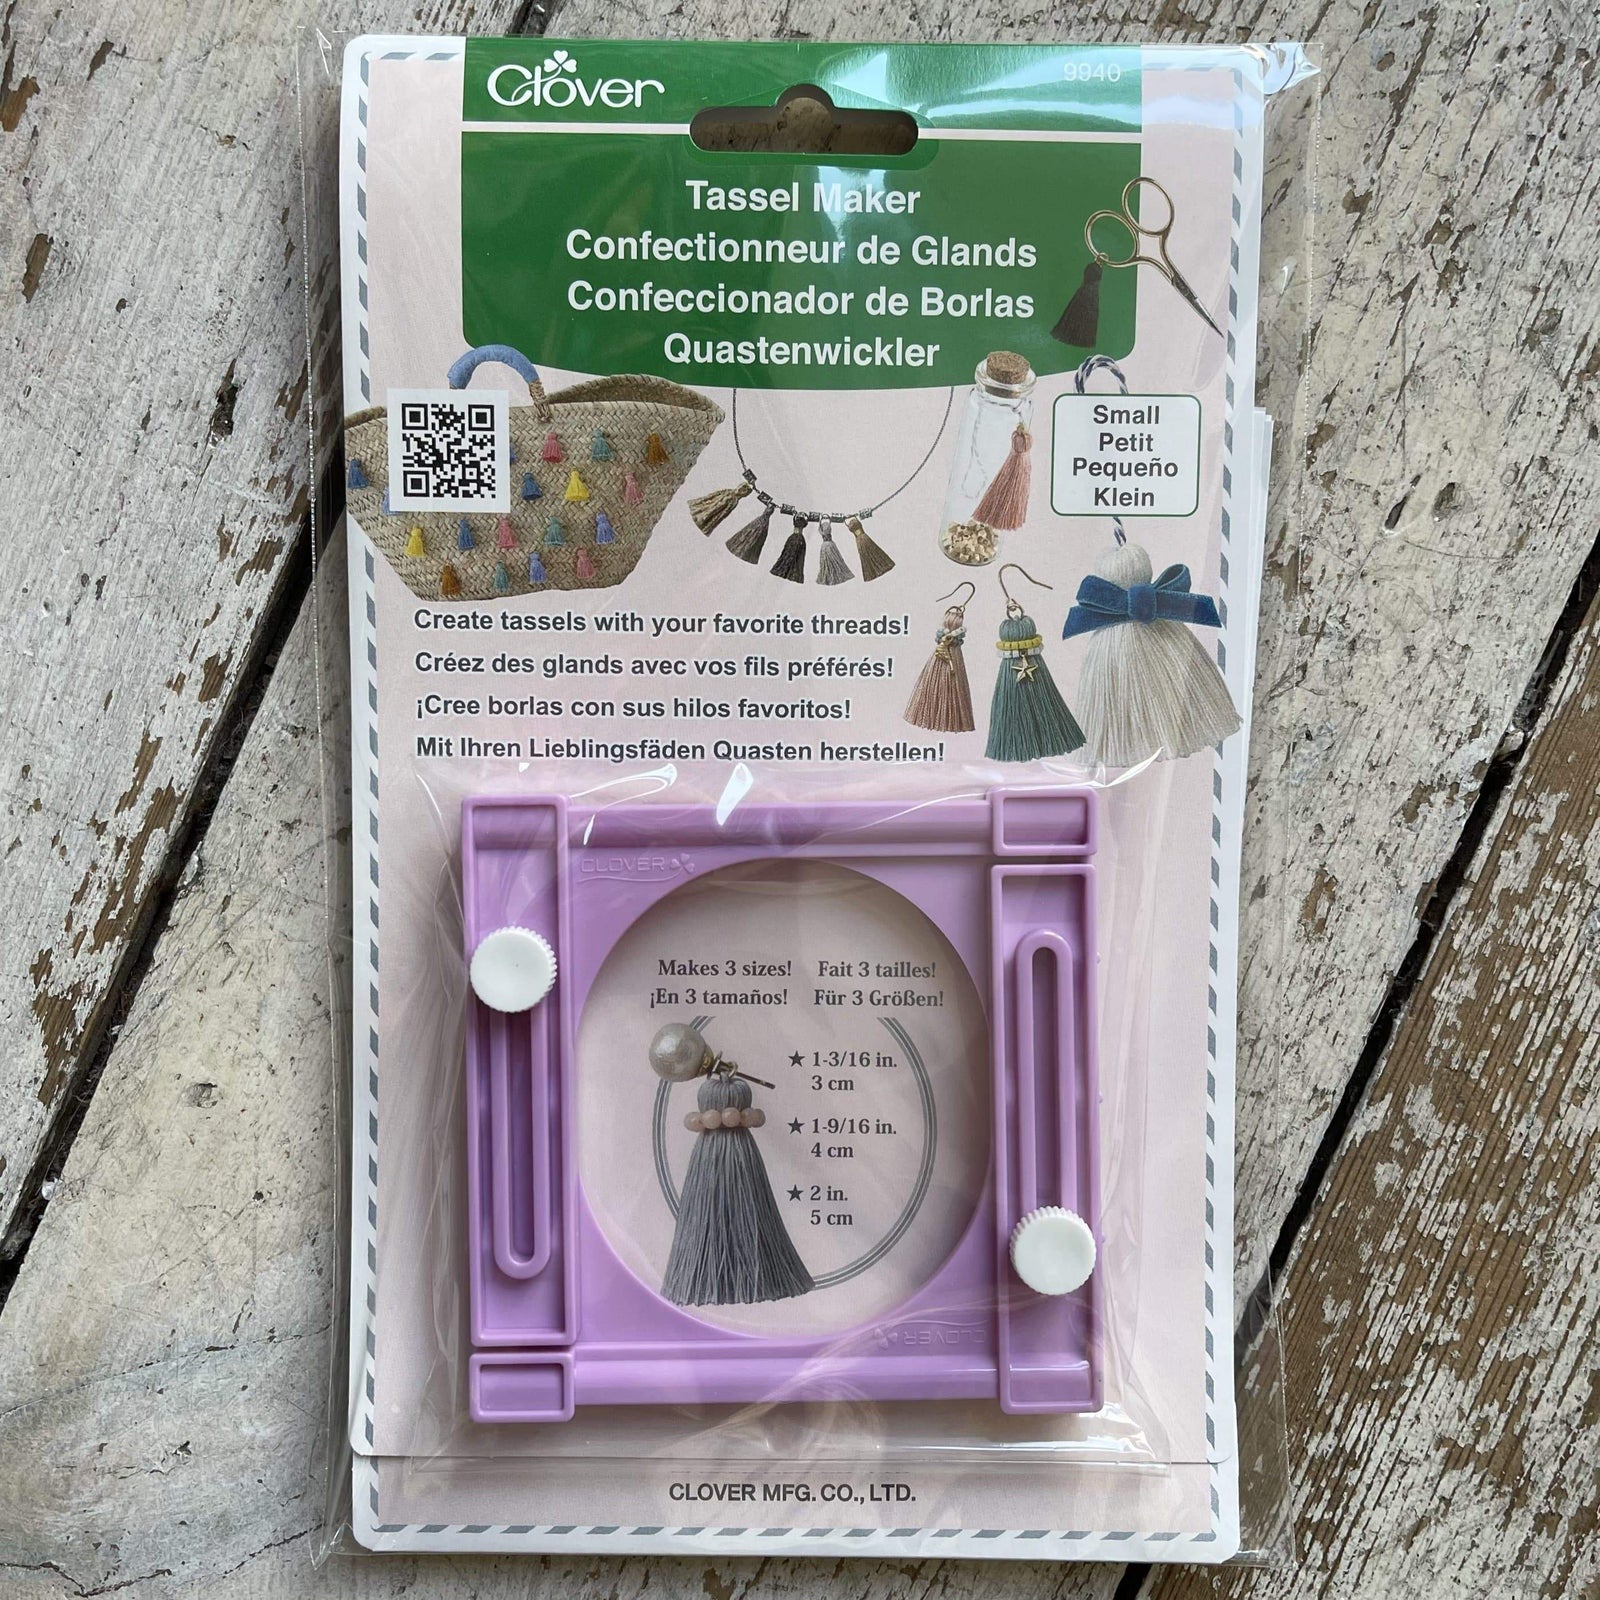 Clover
9940
Tassel Maker
Confectionneur de Glands
Confeccionador de Borlas
Quastenwickler
Small
Petit
Pequeño
Klein
Create tassels with your favorite threads!
Créez des glands avec vos fils préférés!
¡Cree borlas con sus hilos favoritos!
Mit Ihren Lieblingsfäden Quasten herstellen!
CLOVER
Makes 3 sizes! Fait 3 tailles!
¡En 3 tamaños! Für 3 Größen!
★ 1-3/16 in.
3 cm
★ 1-9/16 in.
4 cm
★ 2 in.
5 cm
CLOVER
CLOVER MFG. CO., LTD.